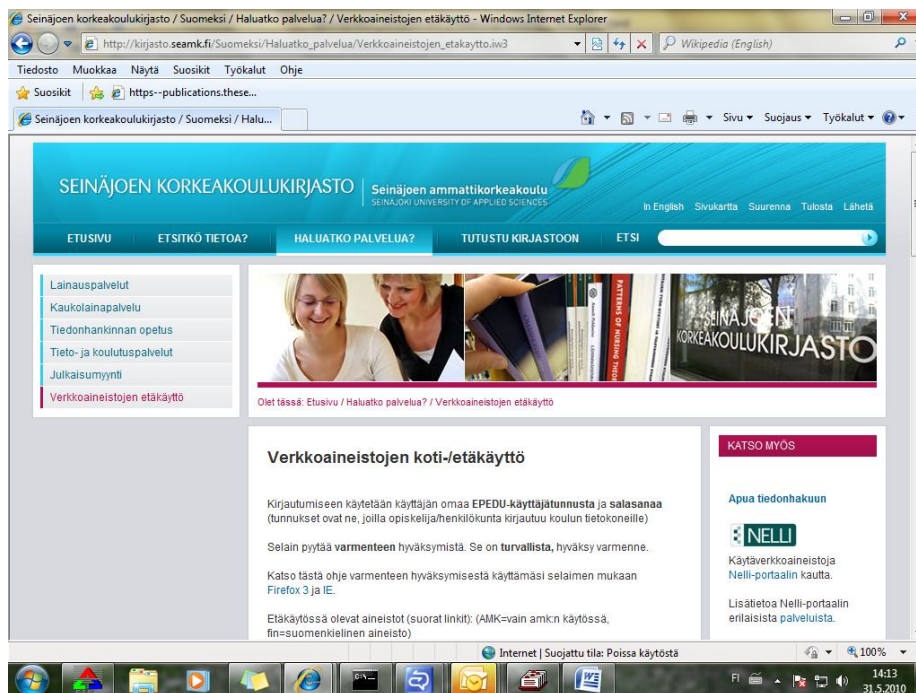 Seinäjoen korkeakoulukirjasto / Suomeksi / Haluatko palvelua? / Verkkoaineistojen etäkäyttö - Windows Internet Explorer
http://kirjasto.seamk.fi/Suomeksi/Haluatko_palvelua/Verkkoaineistojen_etakaytto.iw3
Wikipedia (English)
Tiedosto Muokkaa Näytä Suosikit Työkalut Ohje
Suosikit https--publications.these...
Seinäjoen korkeakoulukirjasto / Suomeksi / Halu...
Sivu Suojaus Työkalut
SEINÄJOEN KORKEAKOULUKIRJASTO
Seinäjoen ammattikorkeakoulu
SEINÄJOKI UNIVERSITY OF APPLIED SCIENCES
In English Sivukartta Suurenna Tulosta Lähetä
ETUSIVU ETSITKÖ TIETOA? HALUATKO PALVELUA? TUTUSTU KIRJASTOON ETSI
Lainauspalvelut
Kaukolainapalvelu
Tiedonhankinnan opetus
Tieto- ja koulutuspalvelut
Julkaisumyynti
Verkkoaineistojen etäkäyttö
PATTERNS OF NURSING THEORY
SEINÄJOEN
KORKEAKOULUKIRJASTO
Olet tässä: Etusivu / Haluatko palvelua? / Verkkoaineistojen etäkäyttö
Verkkoaineistojen koti-/etäkäyttö
Kirjautumiseen käytetään käyttäjän omaa EPEDU-käyttäjätunnusta ja salasanaa
(tunnukset ovat ne, joilla opiskelija/henkilökunta kirjautuu koulun tietokoneille)
Selain pyytää varmenteen hyväksymistä. Se on turvallista, hyväksy varmenne.
Katso tästä ohje varmenteen hyväksymisestä käyttämäsi selaimen mukaan
Firefox 3 ja IE.
Etäkäytössä olevat aineistot (suorat linkit): (AMK=vain amk:n käytössä,
fin=suomenkielinen aineisto)
KATSO MYÖS
Apua tiedonhakuun
NELLI
Käytäverkkoaineistoja
Nelli-portaalin kautta.
Lisätietoa Nelli-portaalin
erilaisista palveluista.
Internet | Suojattu tila: Poissa käytöstä
100%
FI
14:13
31.5.2010